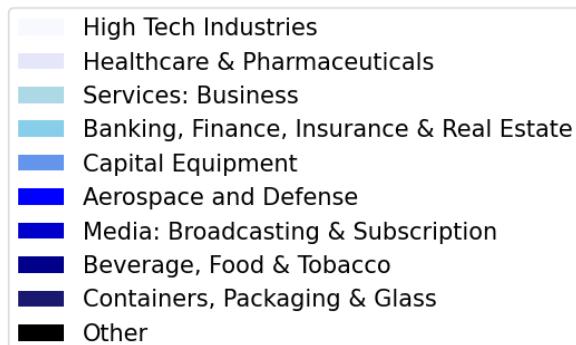 High Tech Industries
Healthcare & Pharmaceuticals
Services: Business
Banking, Finance, Insurance & Real Estate
Capital Equipment
Aerospace and Defense
Media: Broadcasting & Subscription
Beverage, Food & Tobacco
Containers, Packaging & Glass
Other